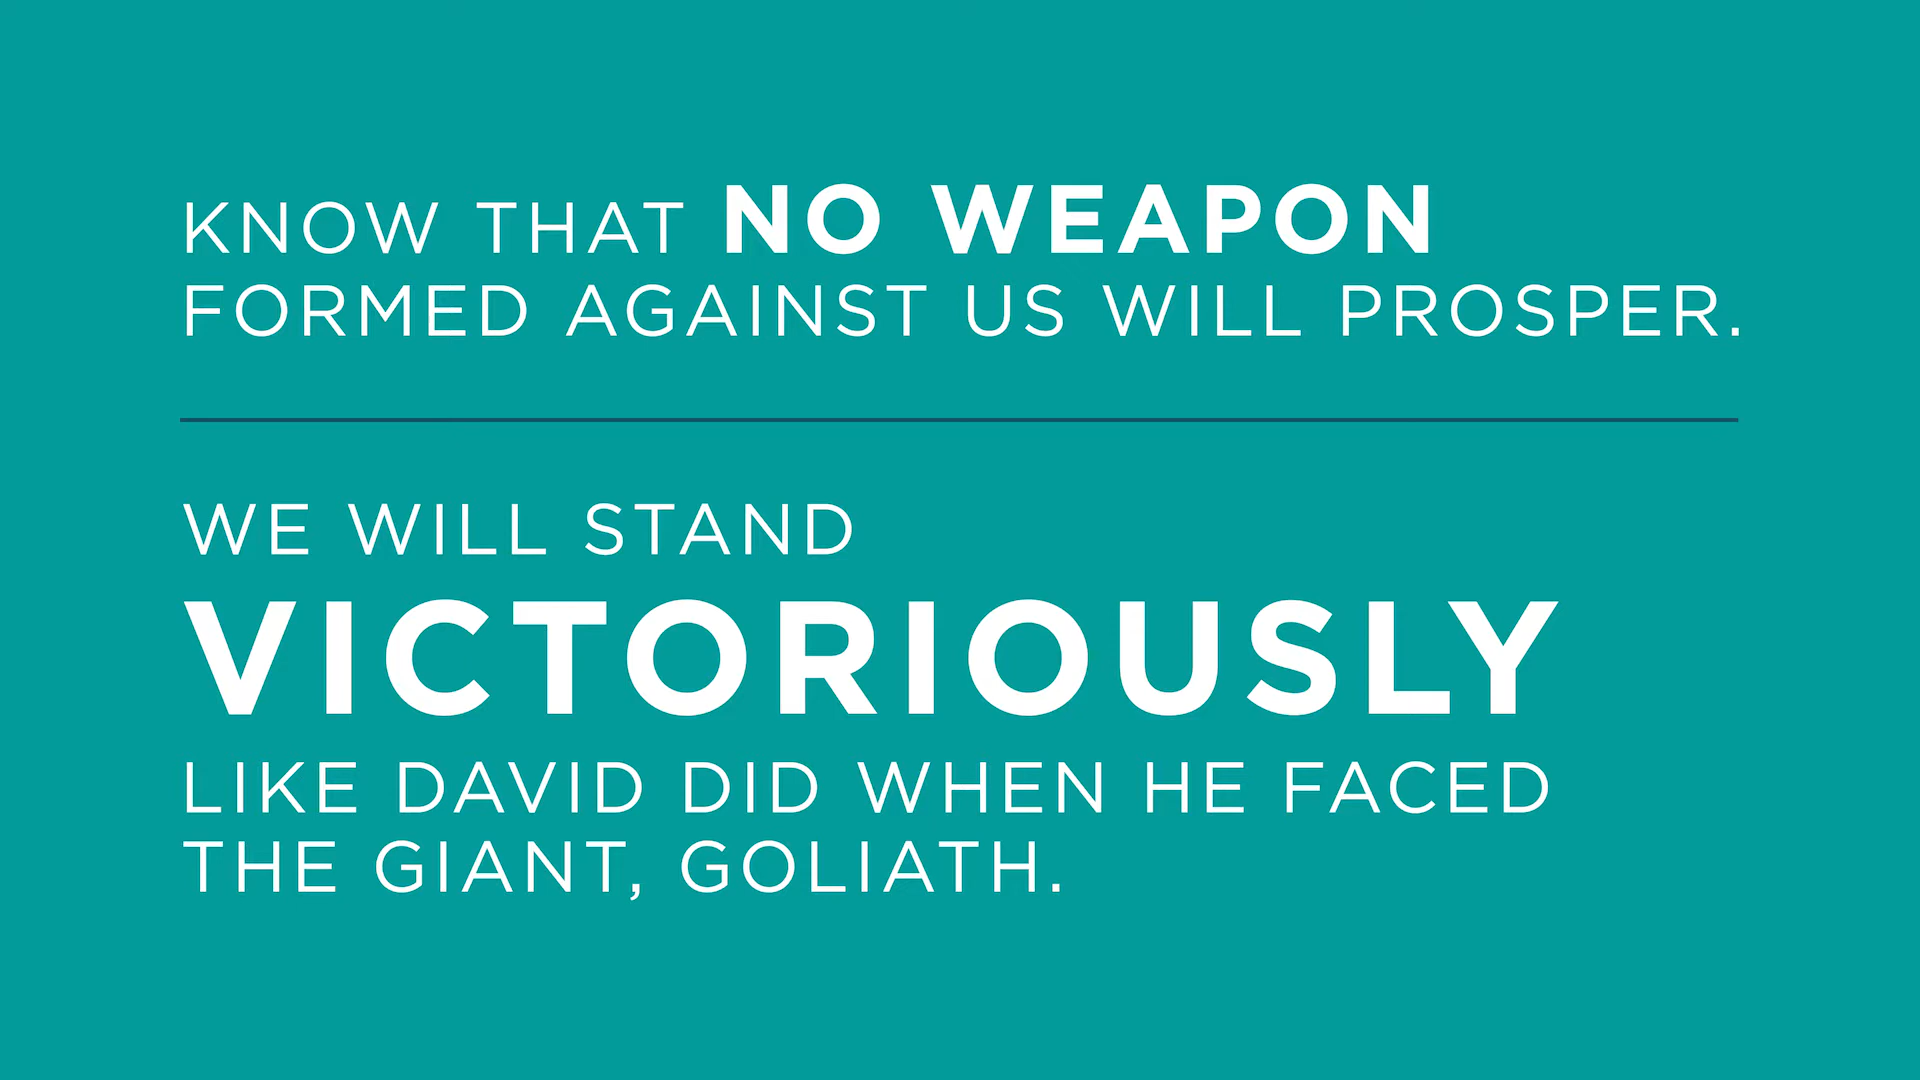 KNOW THAT NO WEAPON
FORMED AGAINST US WILL PROSPER.
WE WILL STAND
VICTORIOUSLY
LIKE DAVID DID WHEN HE FACED
THE GIANT, GOLIATH.